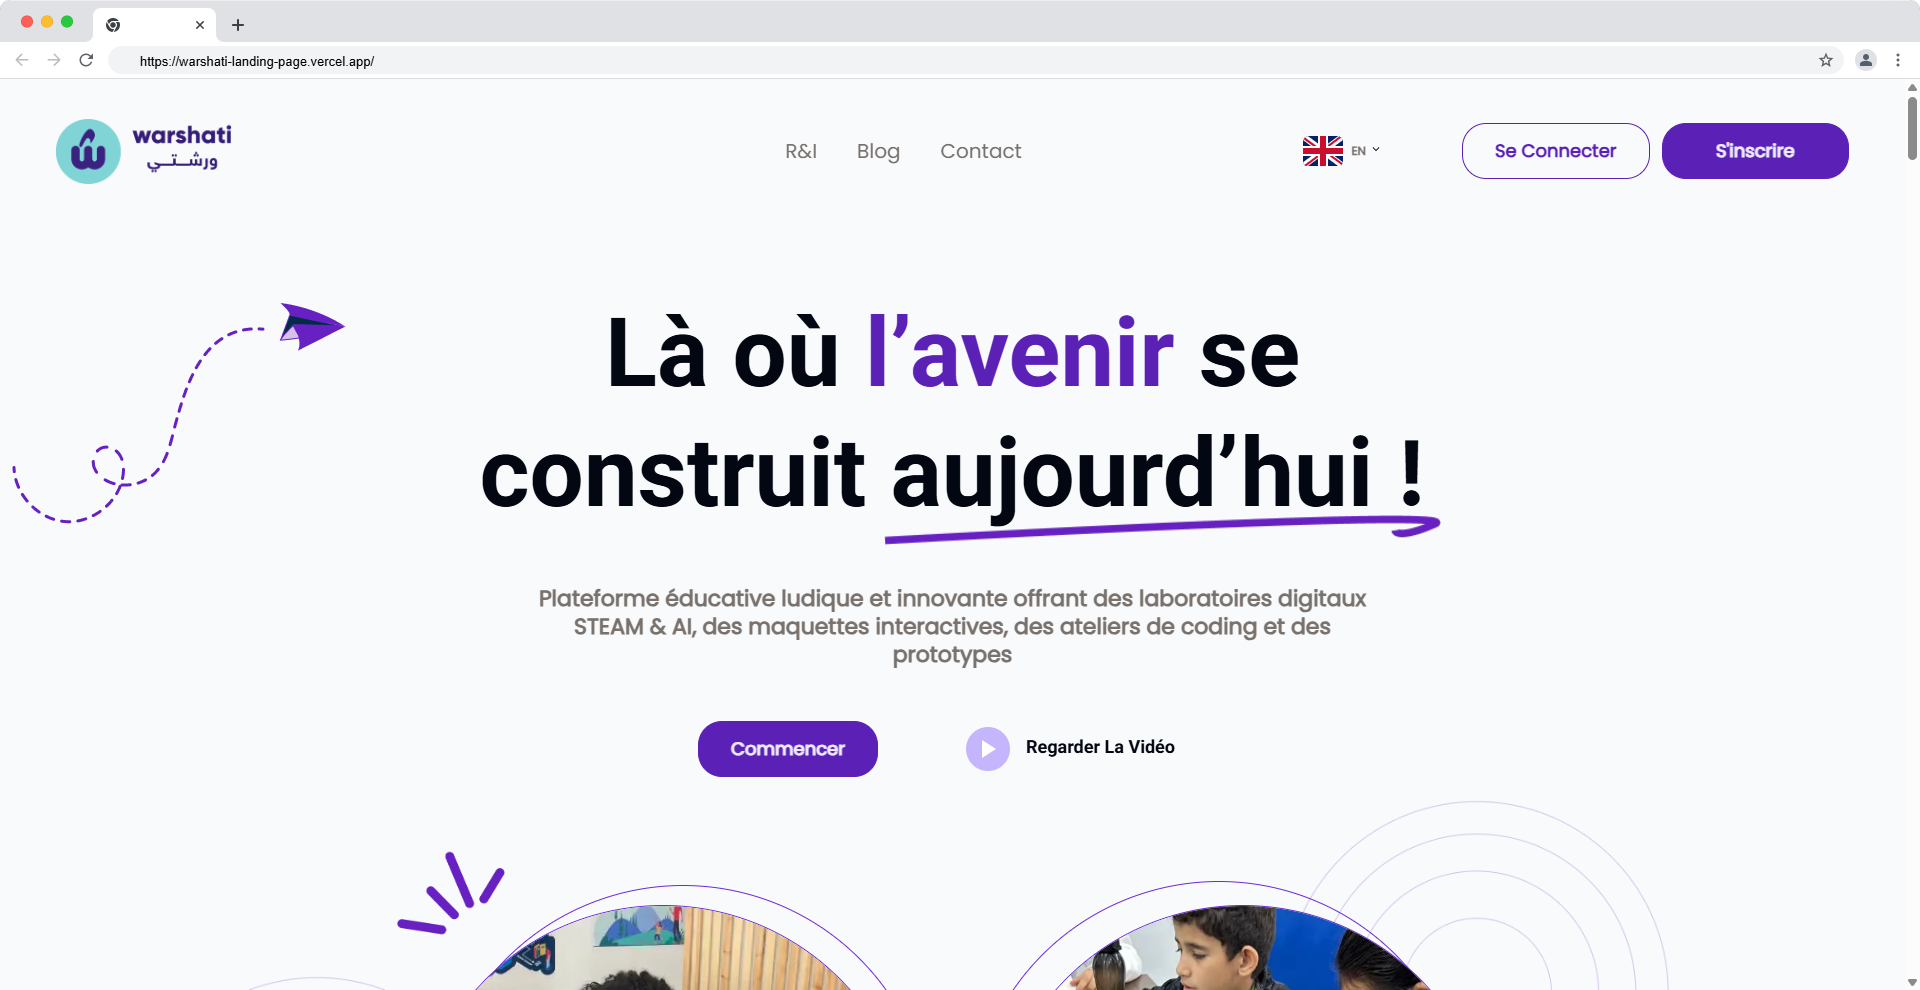 https://warshati-landing-page.vercel.app/
warshati
ورشتي
R&I
Blog
Contact
EN
Se Connecter
S'inscrire
Là où l’avenir se
construit aujourd’hui !
Plateforme éducative ludique et innovante offrant des laboratoires digitaux
STEAM & AI, des maquettes interactives, des ateliers de coding et des
prototypes
Commencer
Regarder La Vidéo